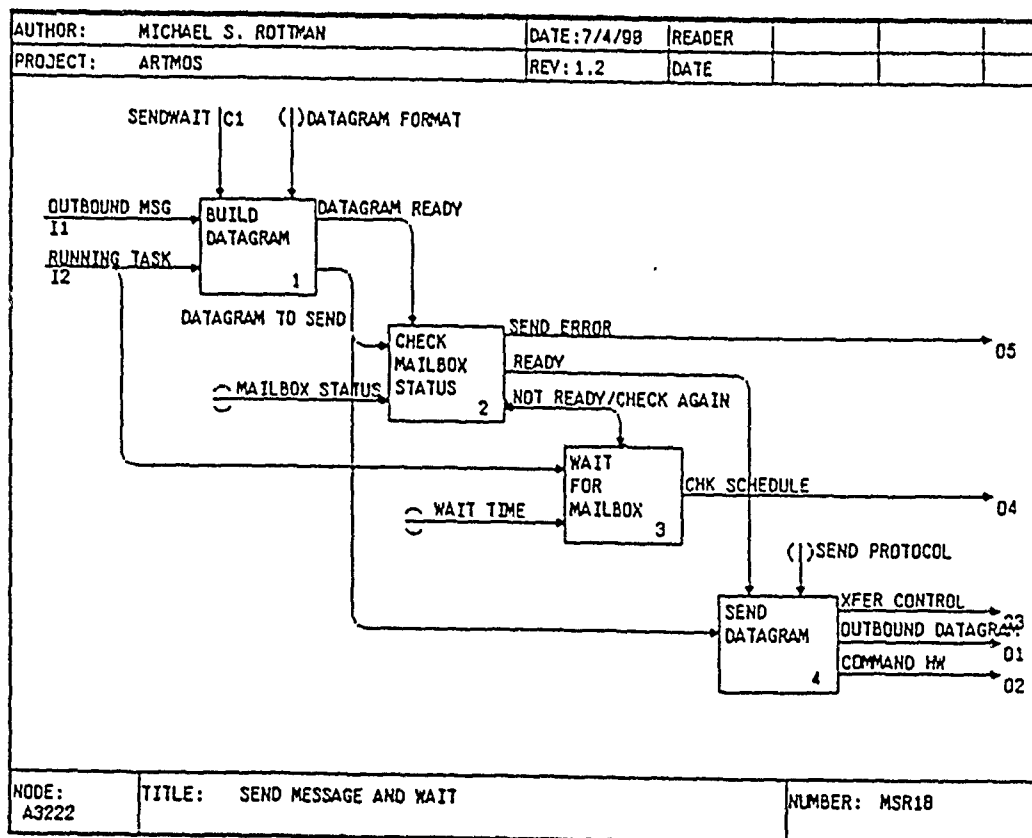 AUTHOR: MICHAEL S. ROTTMAN DATE:7/4/98 READER
PROJECT: ARTMOS REV: 1.2 DATE
SENDWAIT C1 ( )DATAGRAM FORMAT
OUTBOUND MSG
I1
RUNNING TASK
I2
BUILD
DATAGRAM
1
DATAGRAM READY
DATAGRAM TO SEND
CHECK
MAILBOX
STATUS
2
SEND ERROR
O5
READY
MAILBOX STATUS
NOT READY/CHECK AGAIN
WAIT
FOR
MAILBOX
3
CHK SCHEDULE
O4
WAIT TIME
( )SEND PROTOCOL
SEND
DATAGRAM
4
XFER CONTROL
O3
OUTBOUND DATAGRAM
O1
COMMAND HW
O2
NODE: TITLE: SEND MESSAGE AND WAIT NUMBER: MSR18
A3222